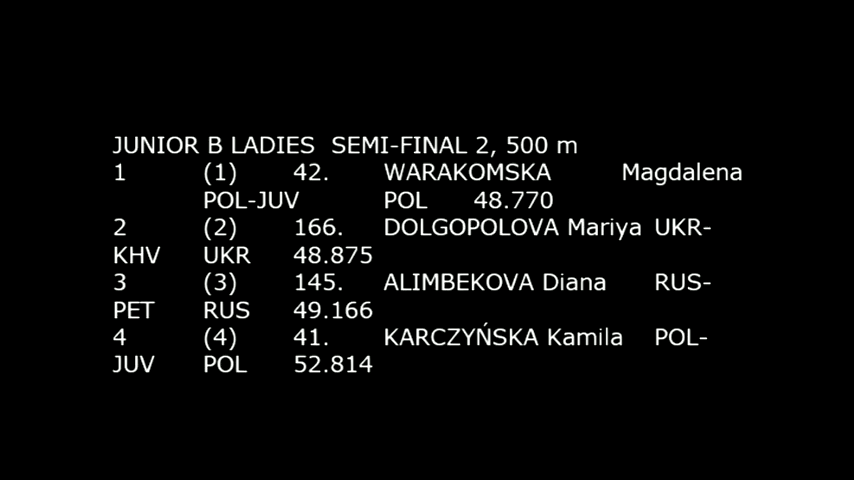 JUNIOR B LADIES SEMI-FINAL 2, 500 m
1 (1) 42. WARAKOMSKA Magdalena
POL-JUV POL 48.770
2 (2) 166. DOLGOPOLOVA Mariya UKR-
KHV UKR 48.875
3 (3) 145. ALIMBEKOVA Diana RUS-
PET RUS 49.166
4 (4) 41. KARCZYŃSKA Kamila POL-
JUV POL 52.814